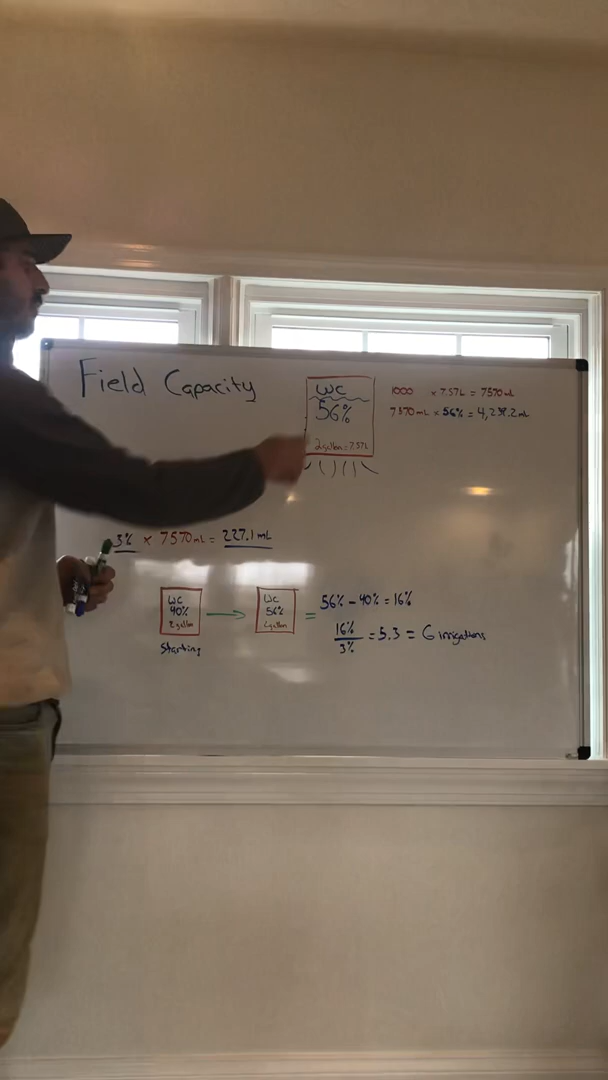 Field Capacity
WC
56%
2 gallon = 7.57L
1000 x 7.57L = 7570 mL
7570 mL x 56% = 4,239.2 mL
3% x 7570 mL = 227.1 mL
WC
40%
2 gallon
Starting
WC
56%
2 gallon
= 56% - 40% = 16%
16%
3%
= 5.3 = 6 irrigations